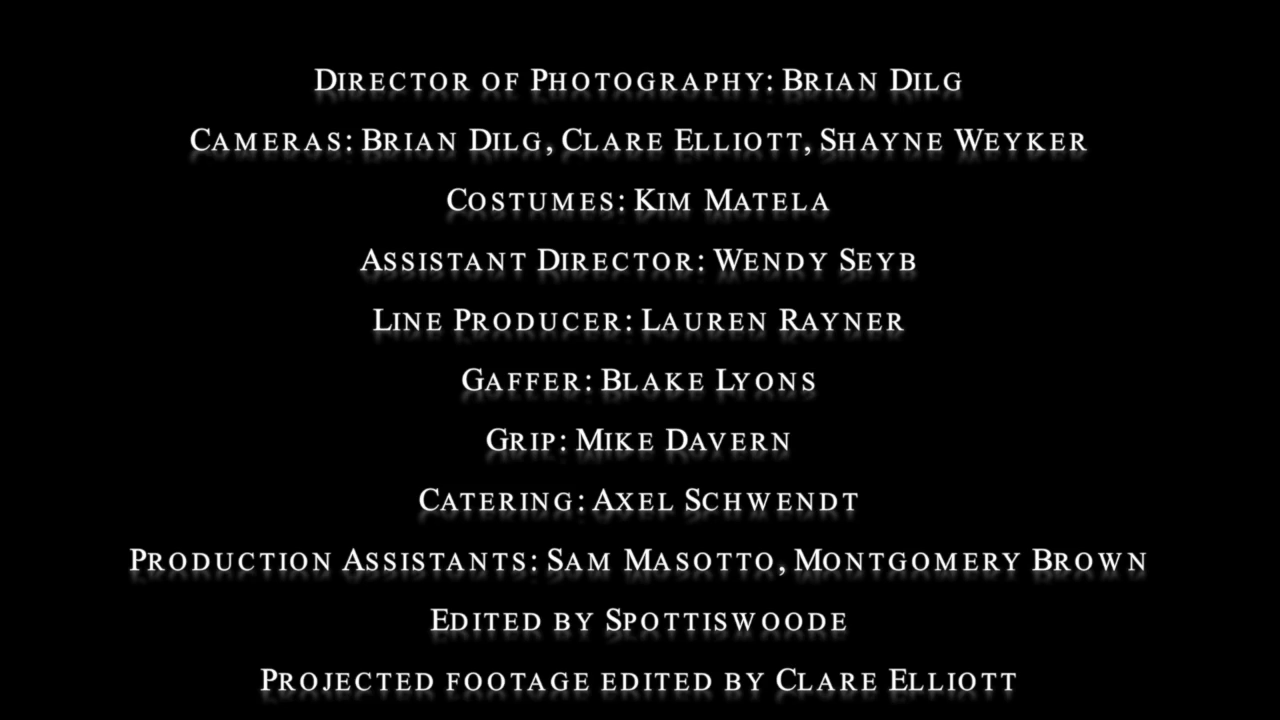 Director of Photography: Brian Dilg
Cameras: Brian Dilg, Clare Elliott, Shayne Weyker
Costumes: Kim Matela
Assistant Director: Wendy Seyb
Line Producer: Lauren Rayner
Gaffer: Blake Lyons
Grip: Mike Davern
Catering: Axel Schwendt
Production Assistants: Sam Masotto, Montgomery Brown
Edited by Spottiswoode
Projected footage edited by Clare Elliott